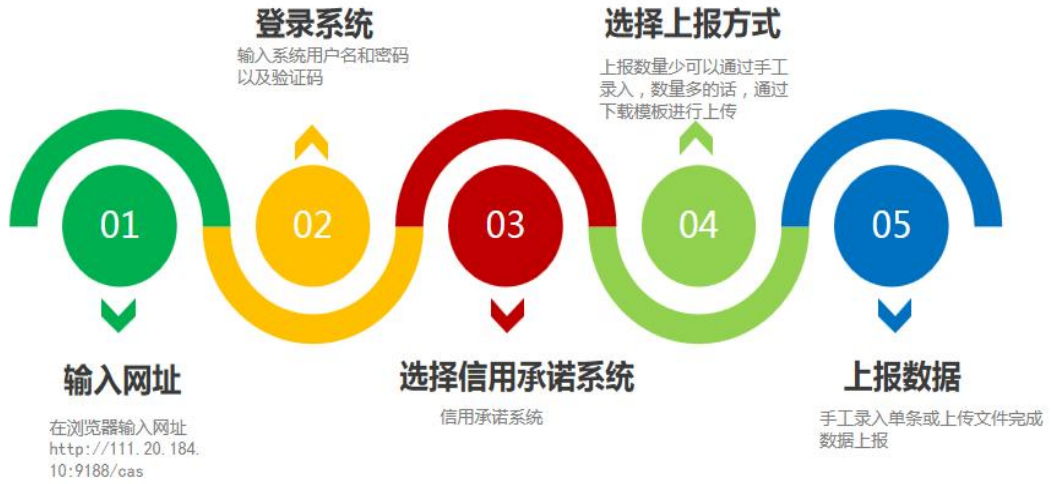 登录系统
输入系统用户名和密码
以及验证码
选择上报方式
上报数量少可以通过手工
录入，数量多的话，通过
下载模板进行上传
01
02
03
04
05
输入网址
在浏览器输入网址
http://111.20.184.
10:9188/cas
选择信用承诺系统
信用承诺系统
上报数据
手工录入单条或上传文件完成
数据上报